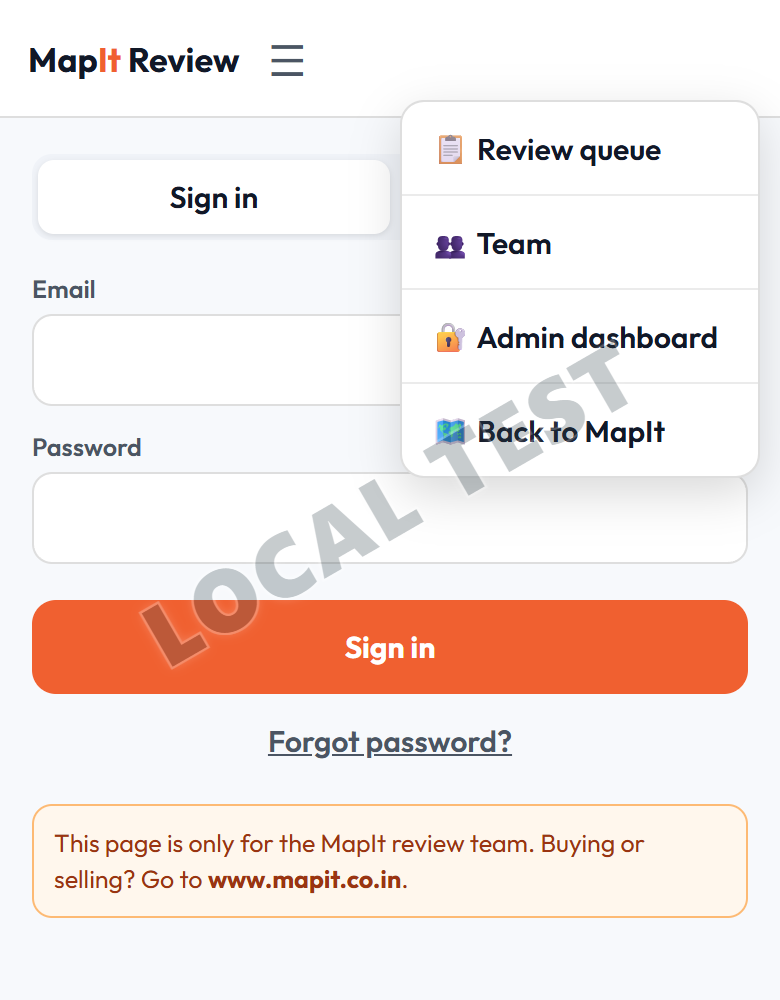 MapIt Review
Review queue
Team
Admin dashboard
Back to MapIt
Sign in
Email
Password
LOCAL TEST
Sign in
Forgot password?
This page is only for the MapIt review team. Buying or
selling? Go to www.mapit.co.in.